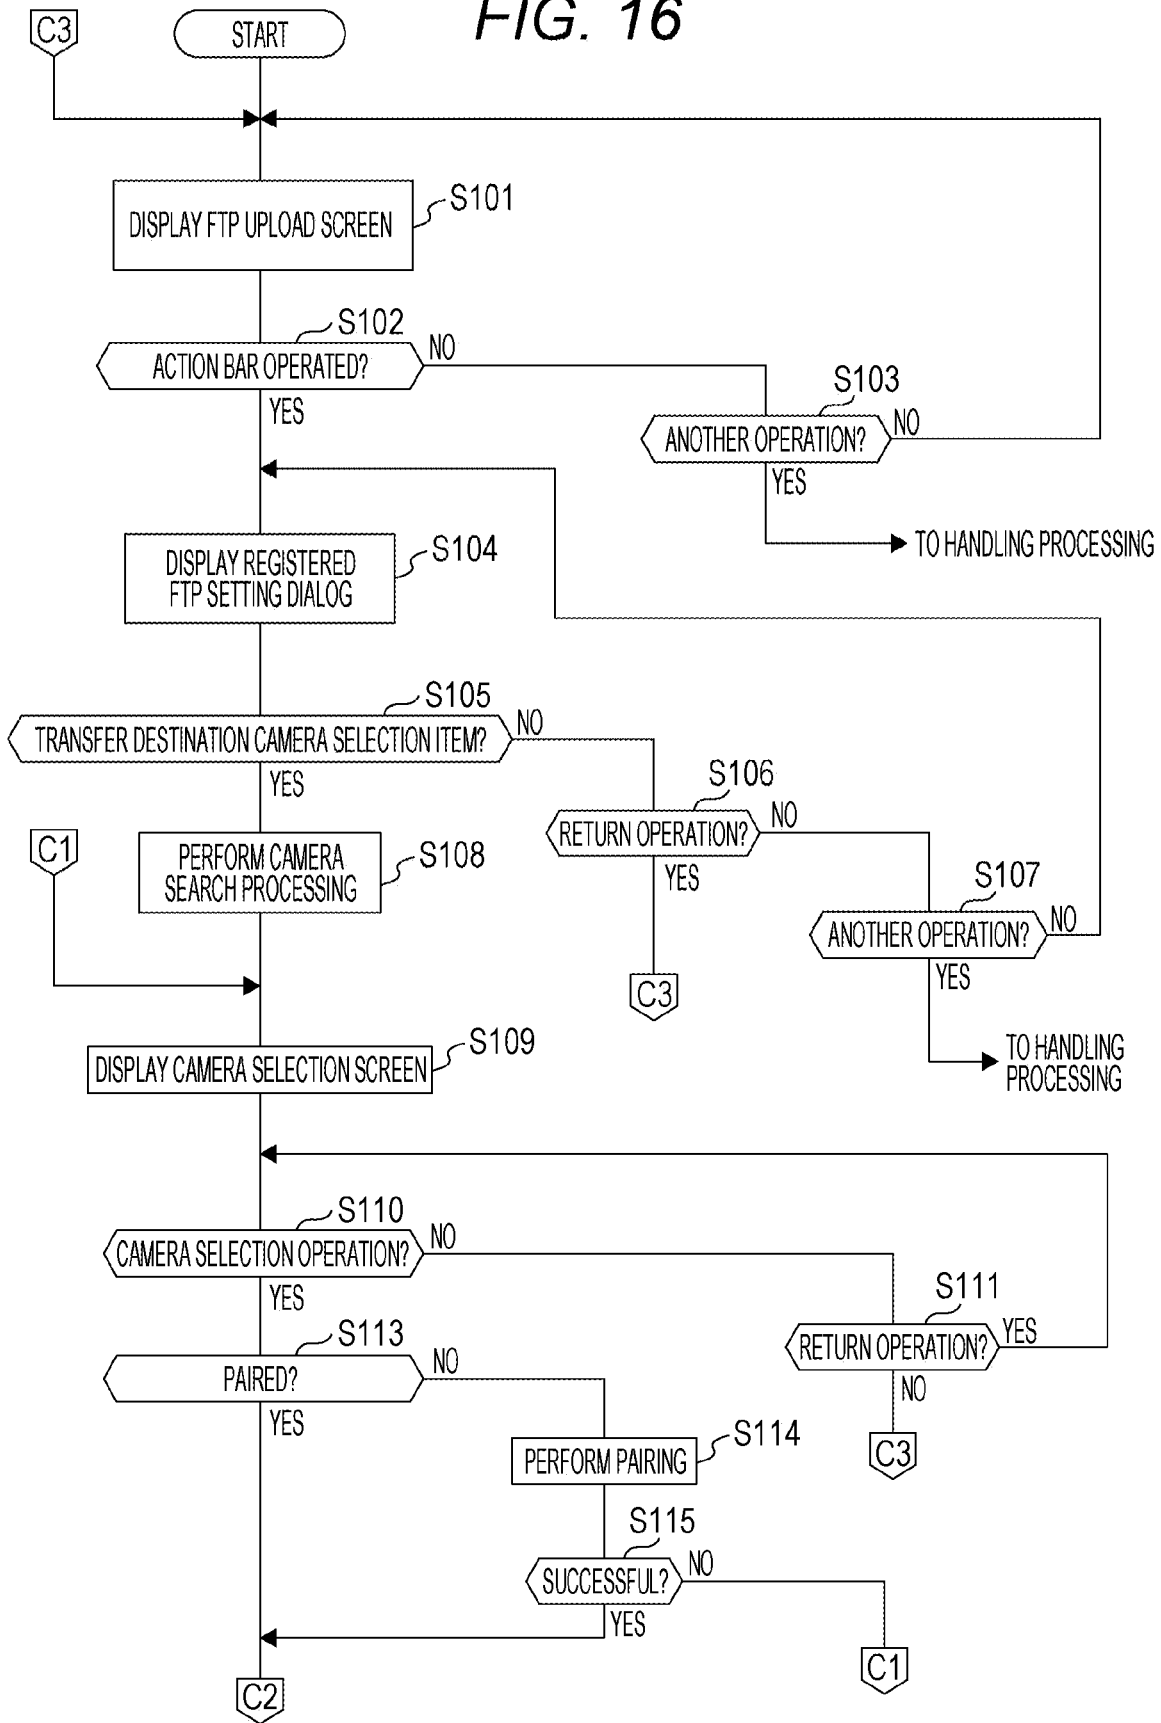 FIG. 16
C3
START
S101
DISPLAY FTP UPLOAD SCREEN
S102
ACTION BAR OPERATED?
NO
YES
S103
ANOTHER OPERATION?
NO
YES
TO HANDLING PROCESSING
S104
DISPLAY REGISTERED
FTP SETTING DIALOG
S105
TRANSFER DESTINATION CAMERA SELECTION ITEM?
NO
YES
S106
RETURN OPERATION?
NO
YES
C3
S107
ANOTHER OPERATION?
NO
YES
TO HANDLING
PROCESSING
C1
S108
PERFORM CAMERA
SEARCH PROCESSING
S109
DISPLAY CAMERA SELECTION SCREEN
S110
CAMERA SELECTION OPERATION?
NO
YES
S111
RETURN OPERATION?
YES
NO
C3
S113
PAIRED?
NO
YES
S114
PERFORM PAIRING
S115
SUCCESSFUL?
NO
YES
C1
C2